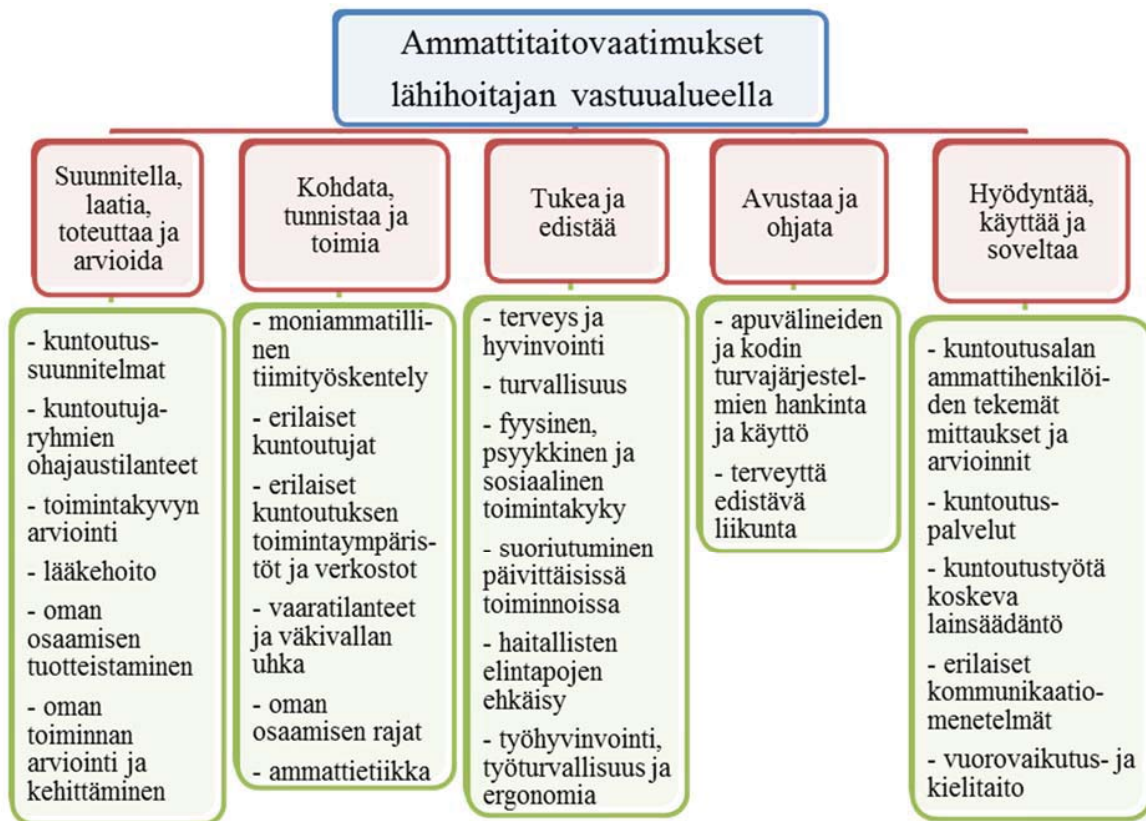 Ammattitaitovaatimukset
lähihoitajan vastuualueella
Suunnitella,
laatia,
toteuttaa ja
arvioida
- kuntoutus-
suunnitelmat
- kuntoutuja-
ryhmien
ohajaustilanteet
- toimintakyvyn
arviointi
- lääkehoito
- oman
osaamisen
tuotteistaminen
- oman
toiminnan
arviointi ja
kehittäminen
Kohdata,
tunnistaa ja
toimia
- moniammatilli-
nen
tiimityöskentely
- erilaiset
kuntoutujat
- erilaiset
kuntoutuksen
toimintaympäris-
töt ja verkostot
- vaaratilanteet
ja väkivallan
uhka
- oman
osaamisen rajat
- ammattietiikka
Tukea ja
edistää
- terveys ja
hyvinvointi
- turvallisuus
- fyysinen,
psyykkinen ja
sosiaalinen
toimintakyky
- suoriutuminen
päivittäisissä
toiminnoissa
- haitallisten
elintapojen
ehkäisy
- työhyvinvointi,
työturvallisuus ja
ergonomia
Avustaa ja
ohjata
- apuvälineiden
ja kodin
turvajärjestel-
mien hankinta
ja käyttö
- terveyttä
edistävä
liikunta
Hyödyntää,
käyttää ja
soveltaa
- kuntoutusalan
ammattihenkilöi-
den tekemät
mittaukset ja
arvioinnit
- kuntoutus-
palvelut
- kuntoutustyötä
koskeva
lainsäädäntö
- erilaiset
kommunikaatio-
menetelmät
- vuorovaikutus- ja
kielitaito